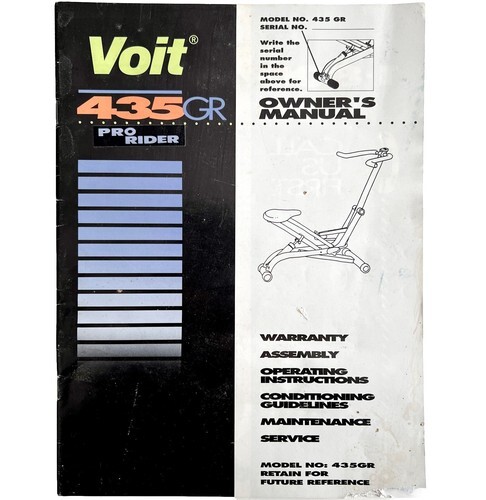 Voit®
435GR
PRO
RIDER
MODEL NO. 435 GR
SERIAL NO.
Write the
serial
number
in the
space
above for
reference.
OWNER'S
MANUAL
WARRANTY
ASSEMBLY
OPERATING
INSTRUCTIONS
CONDITIONING
GUIDELINES
MAINTENANCE
SERVICE
MODEL NO: 435GR
RETAIN FOR
FUTURE REFERENCE